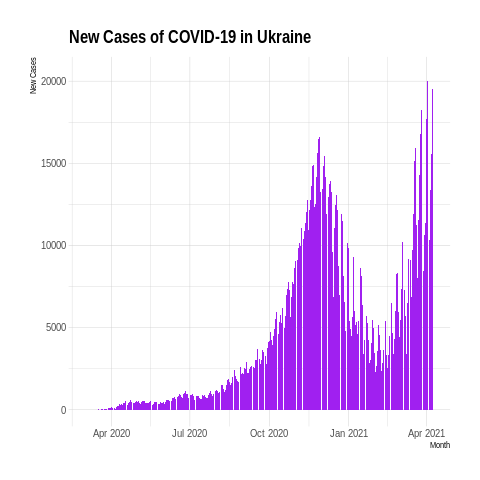 New Cases of COVID-19 in Ukraine
New Cases
20000
15000
10000
5000
0
Apr 2020 Jul 2020 Oct 2020 Jan 2021 Apr 2021
Month